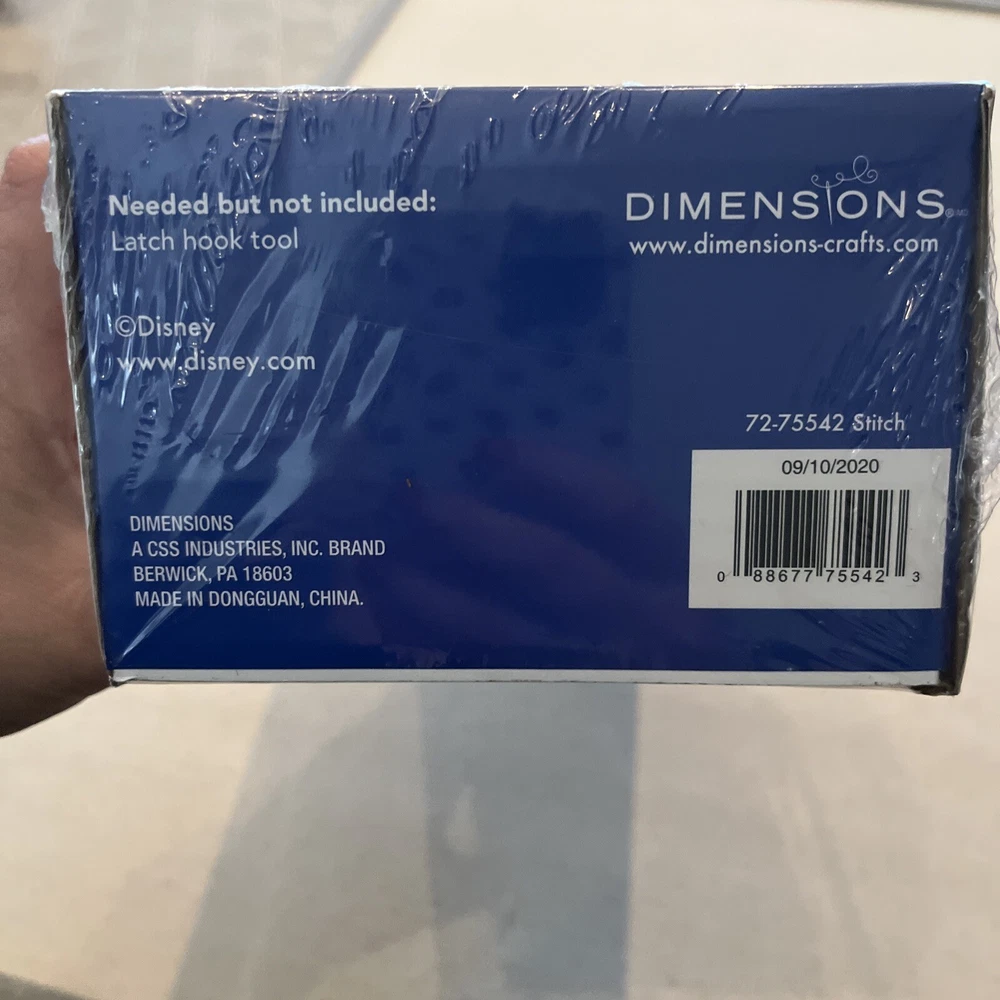 Needed but not included:
Latch hook tool
©Disney
www.disney.com
DIMENSIONS
A CSS INDUSTRIES, INC. BRAND
BERWICK, PA 18603
MADE IN DONGGUAN, CHINA.
DIMENSIONS®
www.dimensions-crafts.com
72-75542 Stitch
09/10/2020
0 88677 75542 3